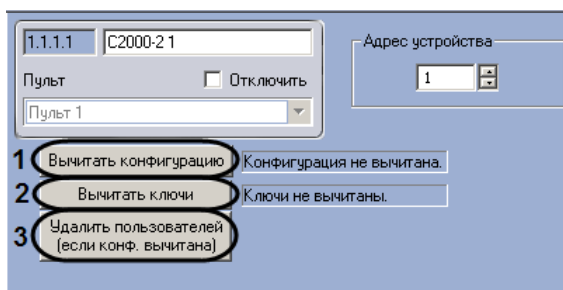 1.1.1.1 С2000-2 1
Адрес устройства
Пульт Отключить
1
Пульт 1
1 Вычитать конфигурацию Конфигурация не вычитана.
2 Вычитать ключи Ключи не вычитаны.
3 Удалить пользователей
(если конф. вычитана)